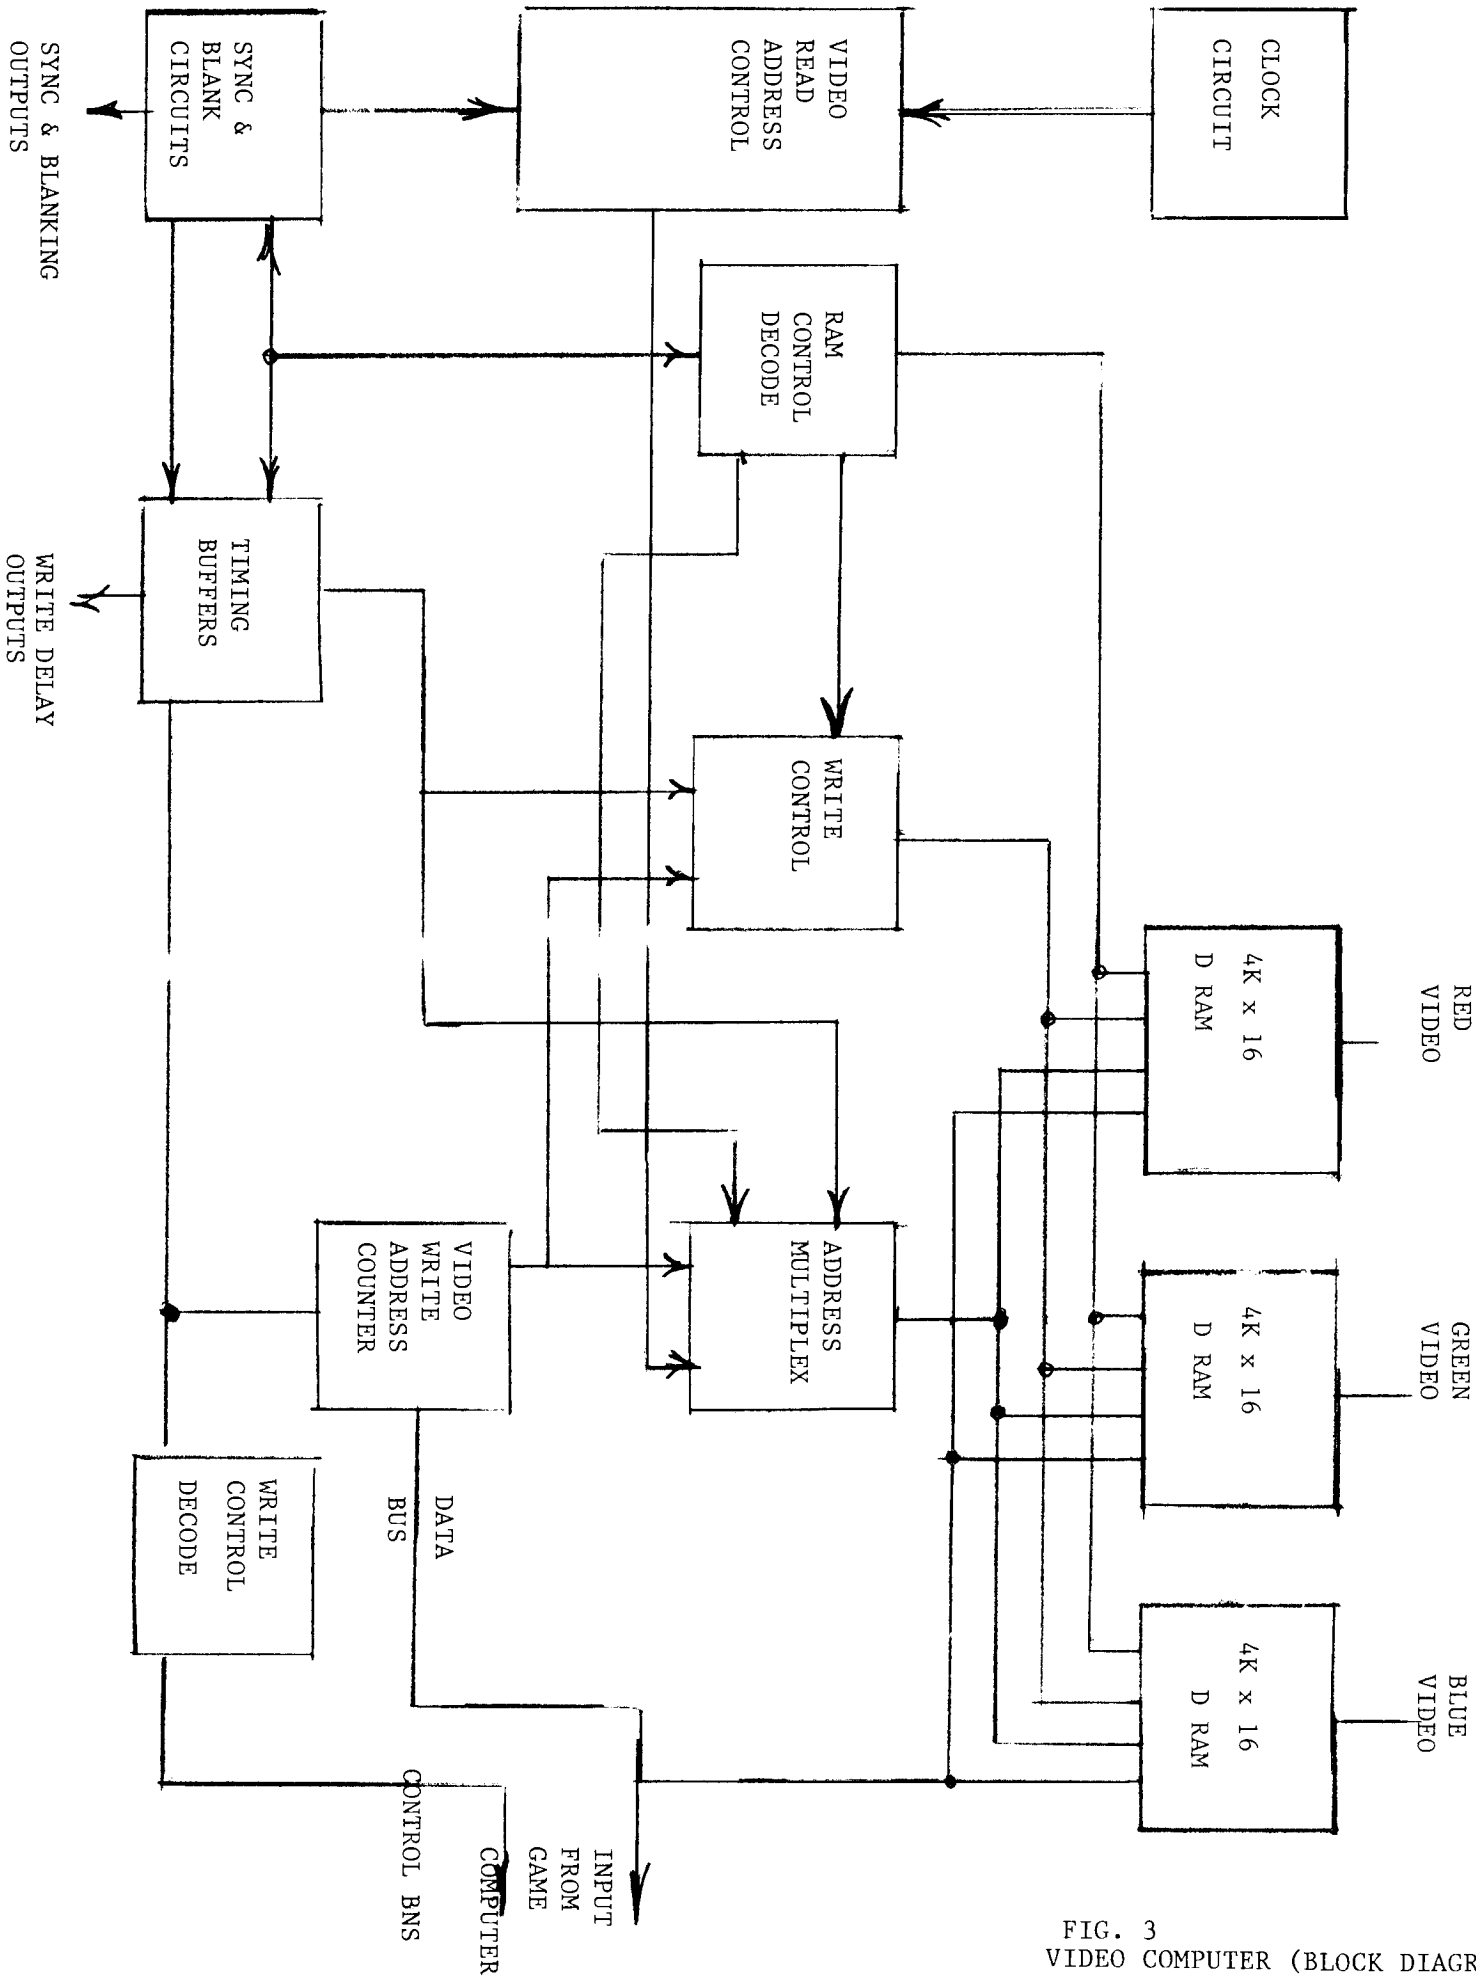 CLOCK
CIRCUIT
VIDEO
READ
ADDRESS
CONTROL
SYNC &
BLANK
CIRCUITS
SYNC & BLANKING
OUTPUTS
RAM
CONTROL
DECODE
TIMING
BUFFERS
WRITE DELAY
OUTPUTS
WRITE
CONTROL
RED
VIDEO
4K x 16
D RAM
GREEN
VIDEO
4K x 16
D RAM
BLUE
VIDEO
4K x 16
D RAM
ADDRESS
MULTIPLEX
VIDEO
WRITE
ADDRESS
COUNTER
WRITE
CONTROL
DECODE
DATA
BUS
INPUT
FROM
GAME
COMPUTER
CONTROL BNS
FIG. 3
VIDEO COMPUTER (BLOCK DIAGR